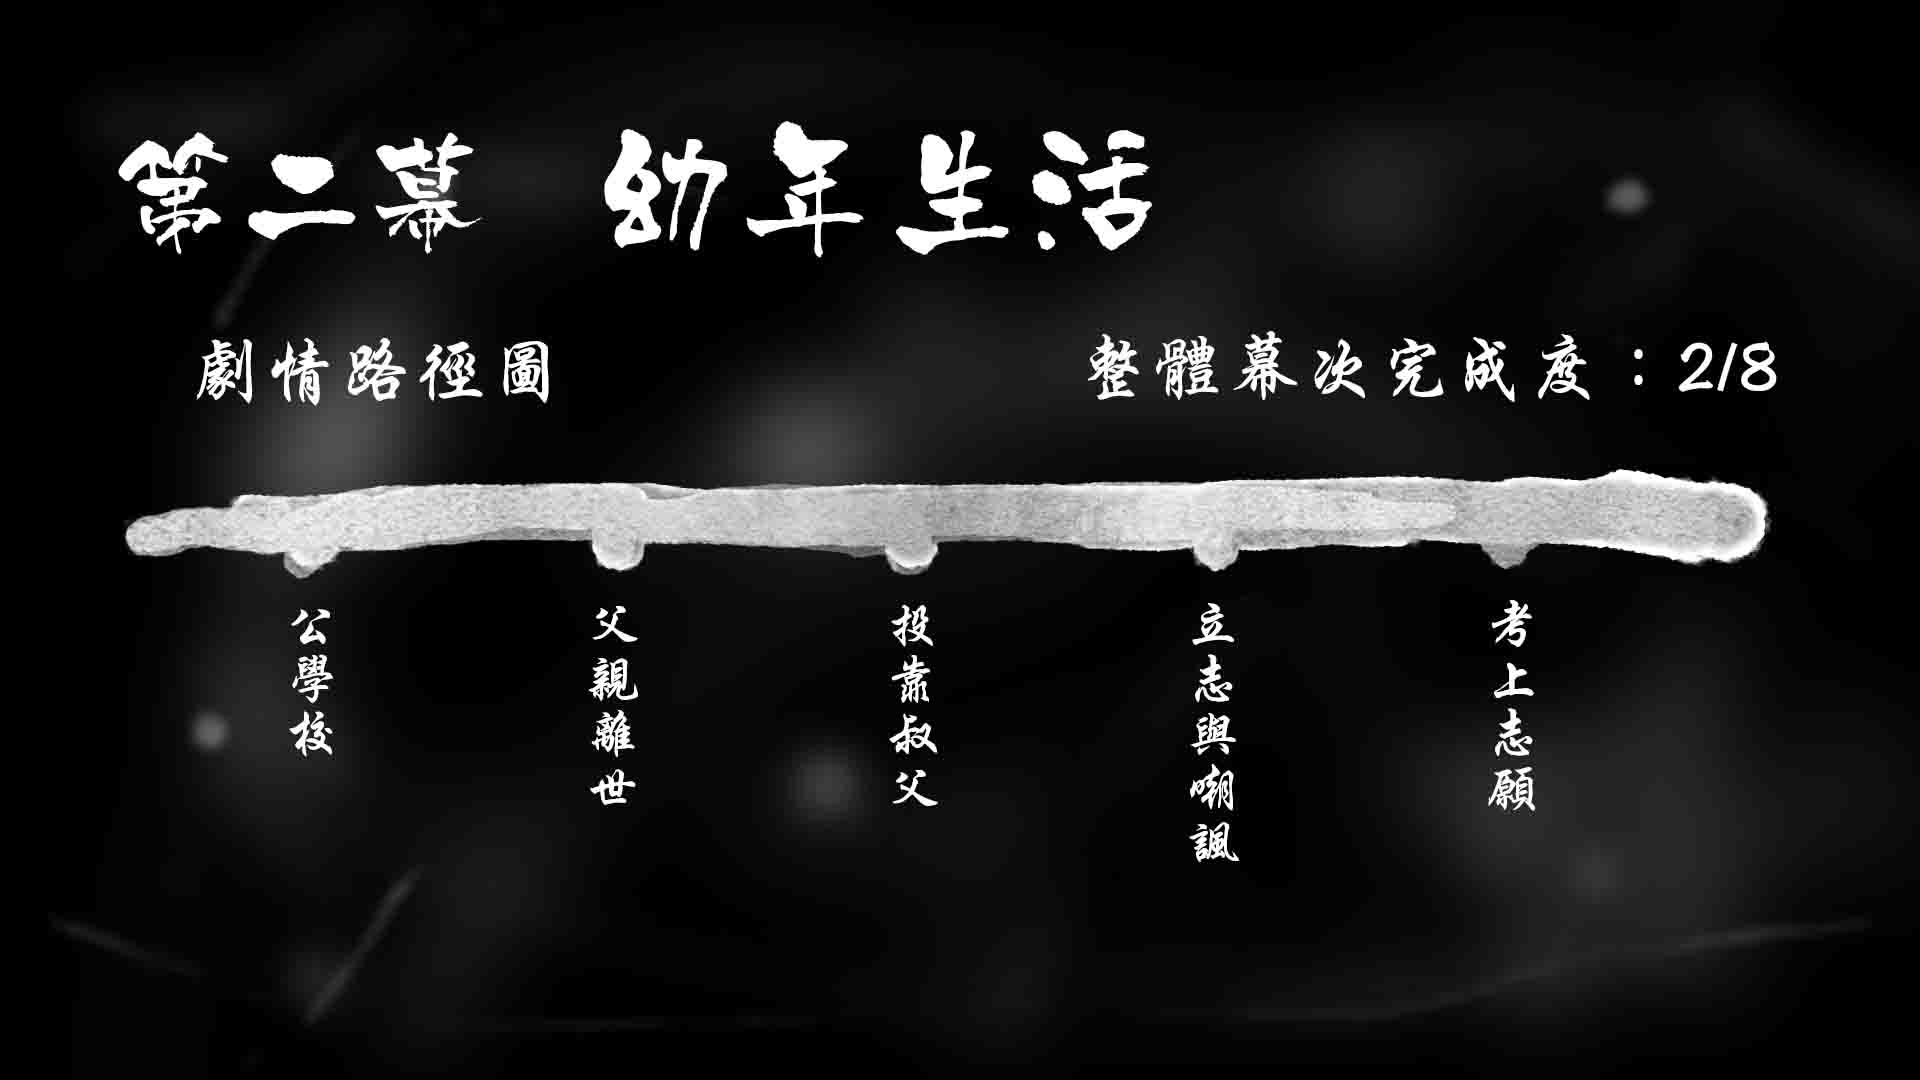 第二幕 幼年生活
劇情路徑圖
整體幕次完成度：2/8
公學校
父親離世
投靠叔父
立志與嘲諷
考上志願